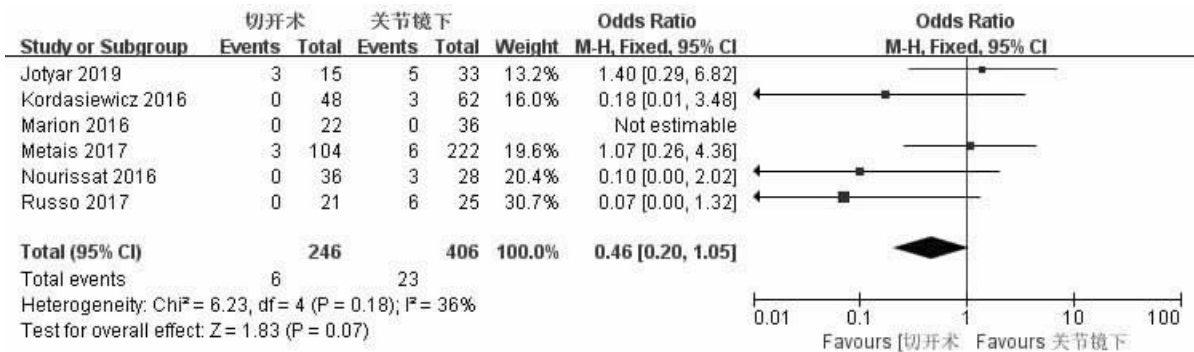 切开术 关节镜下 Odds Ratio Odds Ratio
Study or Subgroup Events Total Events Total Weight M-H, Fixed, 95% CI M-H, Fixed, 95% CI
Jotyar 2019 3 15 5 33 13.2% 1.40 [0.29, 6.82]
Kordasiewicz 2016 0 48 3 62 16.0% 0.18 [0.01, 3.48]
Marion 2016 0 22 0 36 Not estimable
Metais 2017 3 104 6 222 19.6% 1.07 [0.26, 4.36]
Nourissat 2016 0 36 3 28 20.4% 0.10 [0.00, 2.02]
Russo 2017 0 21 6 25 30.7% 0.07 [0.00, 1.32]
Total (95% CI) 246 406 100.0% 0.46 [0.20, 1.05]
Total events 6 23
Heterogeneity: Chi² = 6.23, df = 4 (P = 0.18); I² = 36%
Test for overall effect: Z = 1.83 (P = 0.07)
0.01 0.1 1 10 100
Favours [切开术 Favours 关节镜下